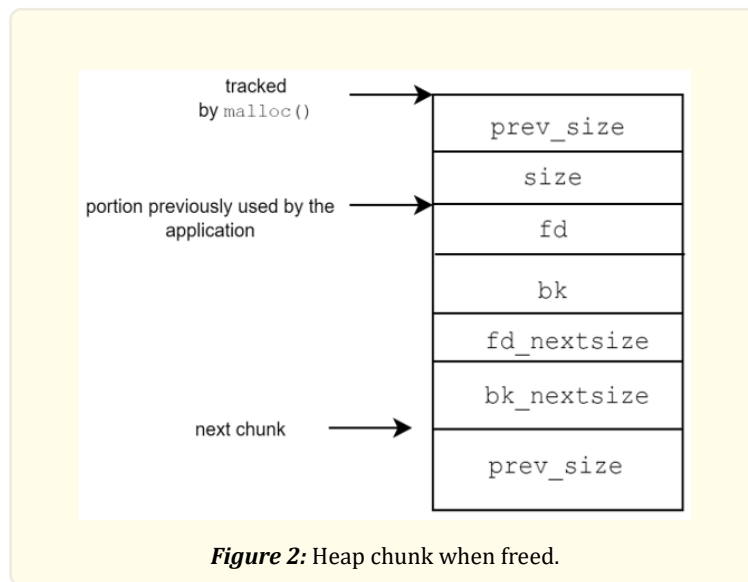 tracked
by malloc()
prev_size
size
portion previously used by the
application
fd
bk
fd_nextsize
bk_nextsize
next chunk
prev_size
Figure 2: Heap chunk when freed.